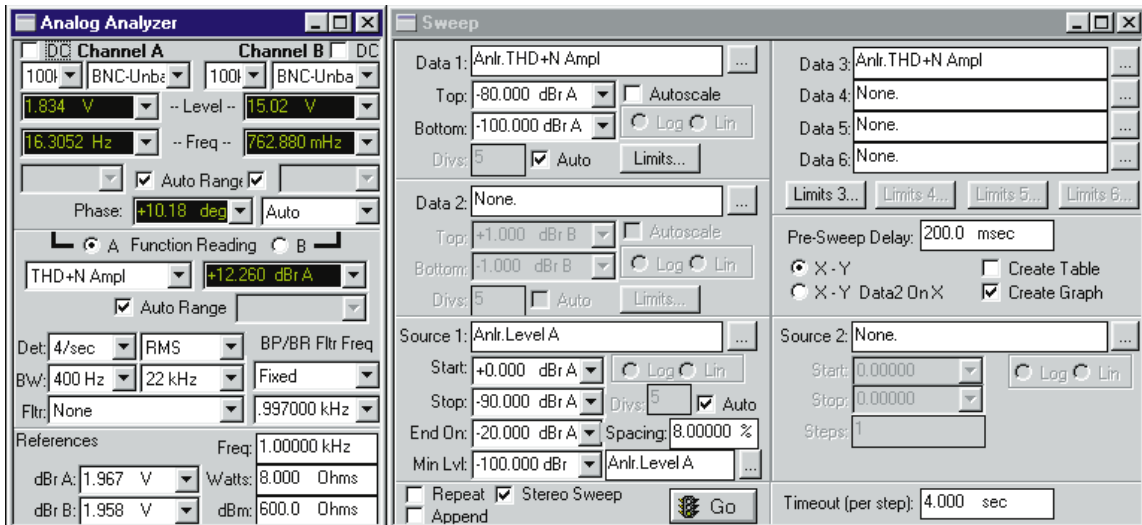 Analog Analyzer
DC Channel A Channel B DC
BNC-Unba BNC-Unba
1.834 V -- Level -- 15.02 V
16.3052 Hz -- Freq -- 762.880 mHz
Auto Range
Phase: +10.18 deg Auto
A Function Reading B
THD+N Ampl +12.260 dBr A
Auto Range
Det: 4/sec RMS BP/BR Fltr Freq
BW: 400 Hz 22 kHz Fixed
Fltr: None .997000 kHz
References Freq: 1.00000 kHz
dBr A: 1.967 V Watts: 8.000 Ohms
dBr B: 1.958 V dBm: 600.0 Ohms
Sweep
Data 1: Anlr.THD+N Ampl ...
Top: -80.000 dBr A Autoscale
Bottom: -100.000 dBr A Log Lin
Divs: 5 Auto Limits...
Data 2: None. ...
Top: +1.000 dBr B Autoscale
Bottom: -1.000 dBr B Log Lin
Divs: 5 Auto Limits...
Source 1: Anlr.Level A ...
Start: +0.000 dBr A Log Lin
Stop: -90.000 dBr A Divs: 5 Auto
End On: -20.000 dBr A Spacing: 8.00000 %
Min Lvl: -100.000 dBr Anlr.Level A ...
Repeat Stereo Sweep
Append Go
Data 3: Anlr.THD+N Ampl ...
Data 4: None. ...
Data 5: None. ...
Data 6: None. ...
Limits 3... Limits 4... Limits 5... Limits 6...
Pre-Sweep Delay: 200.0 msec
X - Y Create Table
X - Y Data2 On X Create Graph
Source 2: None. ...
Start: 0.00000 Log Lin
Stop: 0.00000
Steps: 1
Timeout (per step): 4.000 sec